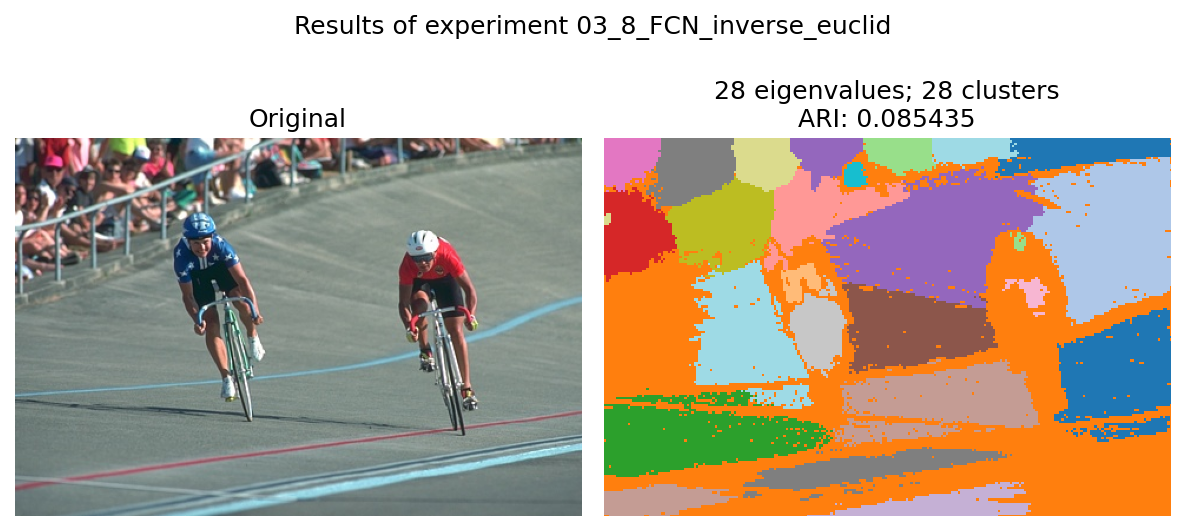 Results of experiment 03_8_FCN_inverse_euclid
Original
28 eigenvalues; 28 clusters
ARI: 0.085435